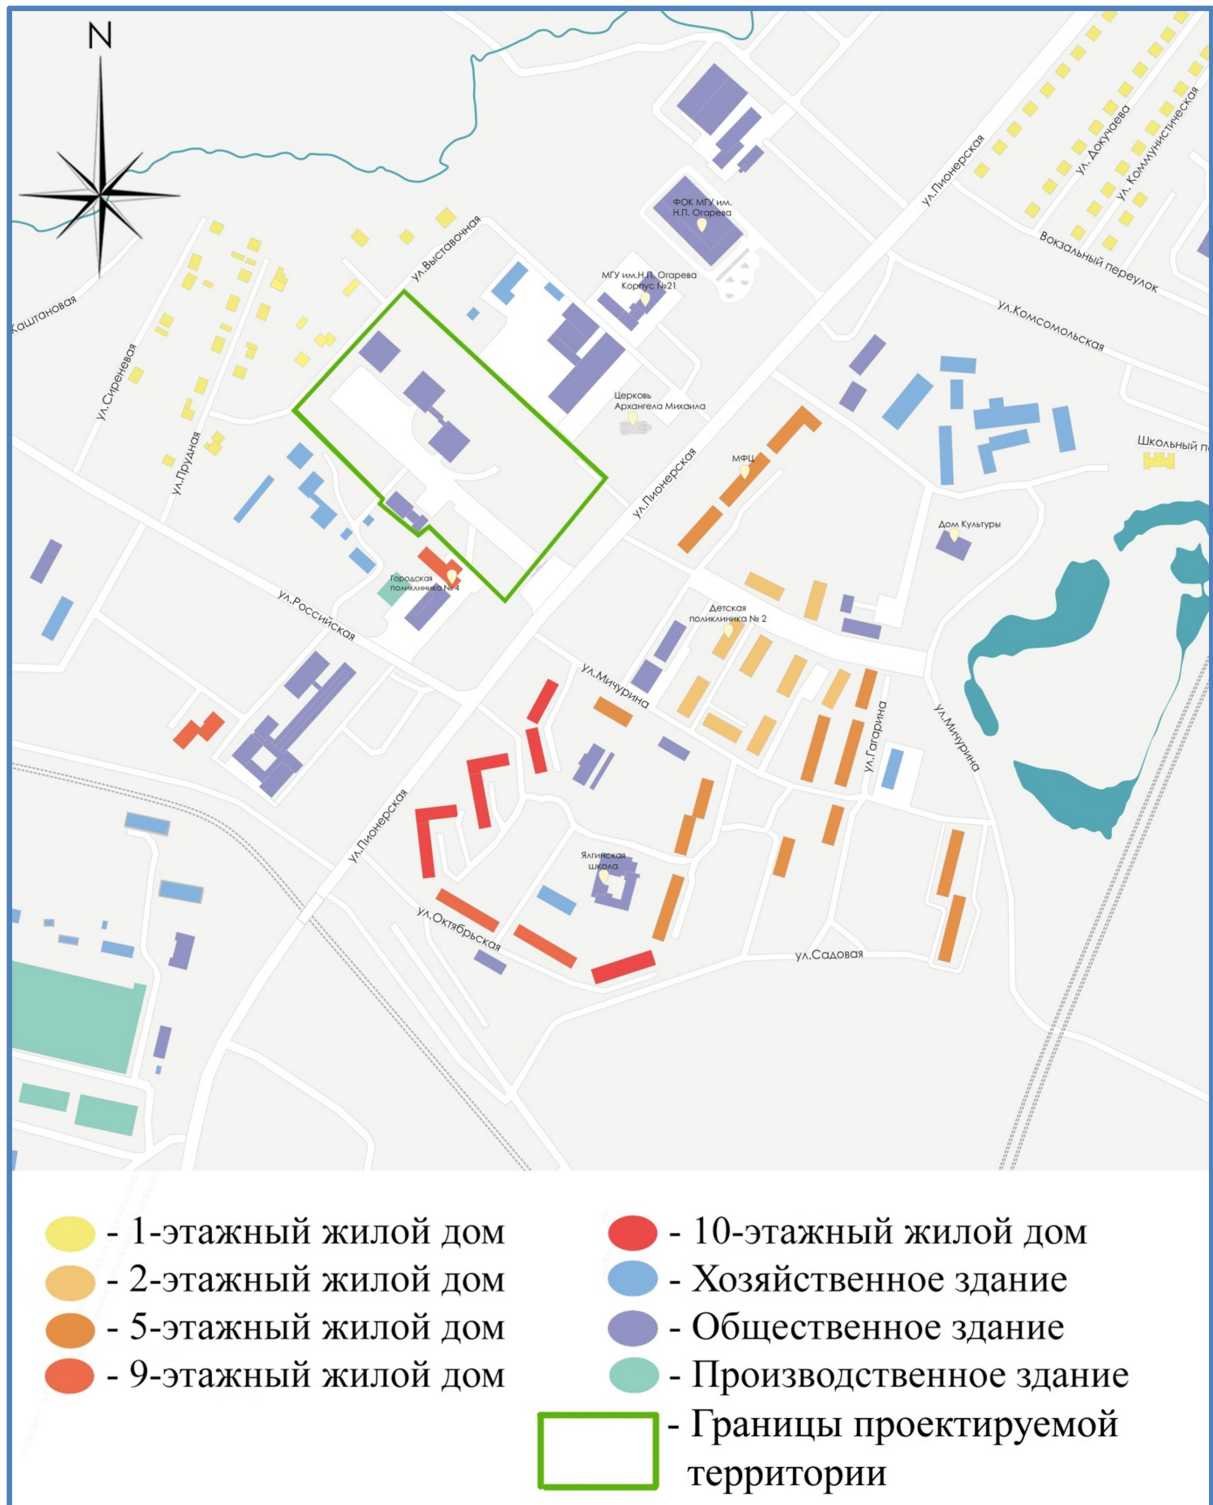 N
ул.Пионерская
ул. Докучаева
ул. Коммунистическая
ФОК МГУ им.
Н.П. Огарева
ул.Выставочная
Вокзальный переулок
МГУ им.Н.П. Огарева
Корпус №21
Каштановая
ул.Комсомольская
ул.Сиреневая
Церковь
Архангела Михаила
ул.Прудная
МФЦ
ул.Пионерская
Школьный п
Дом Культуры
Городская
поликлиника № 4
ул.Российская
Детская
поликлиника № 2
ул.Мичурина
ул.Гагарина
ул.Мичурина
ул.Пионерская
Ялгинская
школа
ул.Октябрьская
ул.Садовая
- 1-этажный жилой дом
- 2-этажный жилой дом
- 5-этажный жилой дом
- 9-этажный жилой дом
- 10-этажный жилой дом
- Хозяйственное здание
- Общественное здание
- Производственное здание
- Границы проектируемой
территории